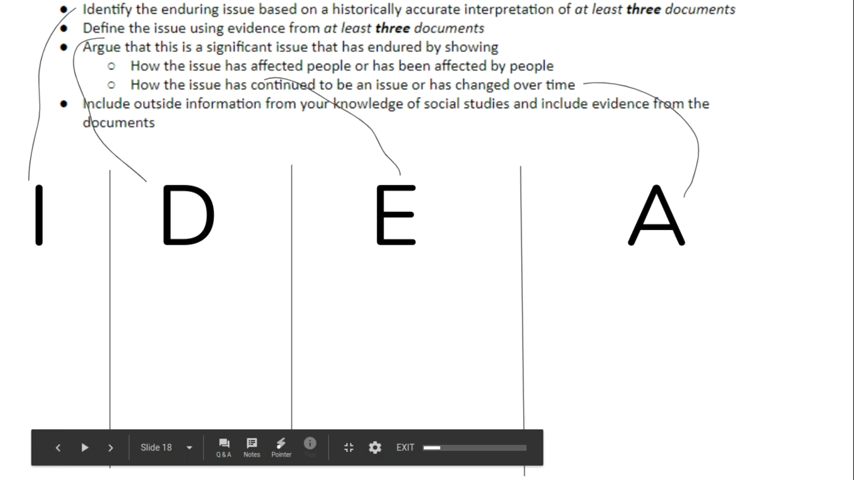 Identify the enduring issue based on a historically accurate interpretation of at least three documents
Define the issue using evidence from at least three documents
Argue that this is a significant issue that has endured by showing
How the issue has affected people or has been affected by people
How the issue has continued to be an issue or has changed over time
Include outside information from your knowledge of social studies and include evidence from the
documents
I D E A
Slide 18
Q&A Notes Pointer
EXIT